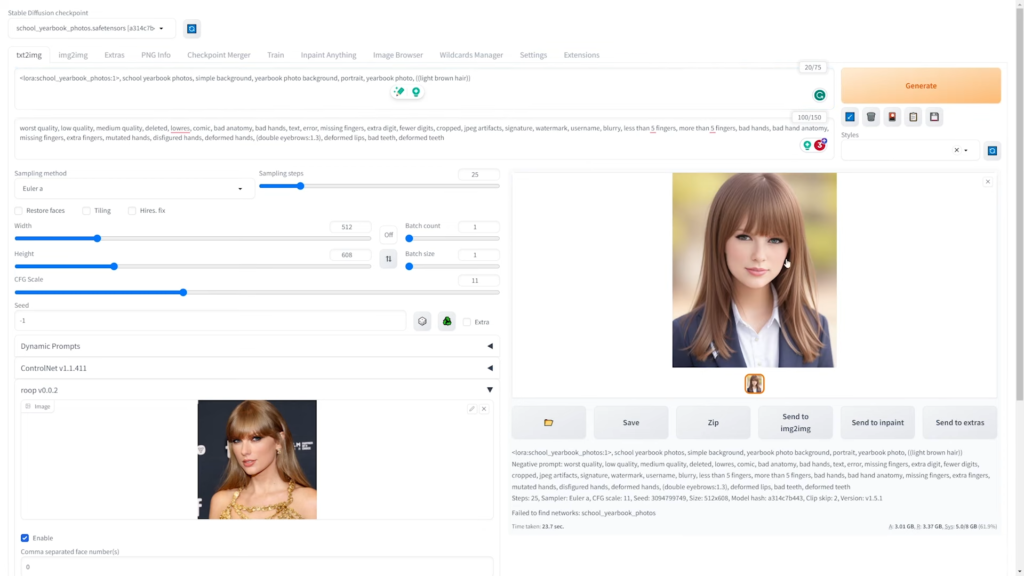 Stable Diffusion checkpoint
school_yearbook_photos.safetensors [a314c7b
txt2img img2img Extras PNG Info Checkpoint Merger Train Inpaint Anything Image Browser Wildcards Manager Settings Extensions
<lora:school_yearbook_photos:1>, school yearbook photos, simple background, yearbook photo background, portrait, yearbook photo, ((light brown hair))
20/75
Generate
worst quality, low quality, medium quality, deleted, lowres, comic, bad anatomy, bad hands, text, error, missing fingers, extra digit, fewer digits, cropped, jpeg artifacts, signature, watermark, username, blurry, less than 5 fingers, more than 5 fingers, bad hands, bad hand anatomy,
missing fingers, extra fingers, mutated hands, disfigured hands, deformed hands, (double eyebrows:1.3), deformed lips, bad teeth, deformed teeth
100/150
Styles
Sampling method
Euler a
Sampling steps
25
Restore faces Tiling Hires. fix
Width
512
Off
Batch count
1
Height
608
Batch size
1
CFG Scale
11
Seed
-1
Extra
Dynamic Prompts
ControlNet v1.1.411
roop v0.0.2
Image
Enable
Comma separated face number(s)
0
Save
Zip
Send to
img2img
Send to inpaint
Send to extras
<lora:school_yearbook_photos:1>, school yearbook photos, simple background, yearbook photo background, portrait, yearbook photo, ((light brown hair))
Negative prompt: worst quality, low quality, medium quality, deleted, lowres, comic, bad anatomy, bad hands, text, error, missing fingers, extra digit, fewer digits,
cropped, jpeg artifacts, signature, watermark, username, blurry, less than 5 fingers, more than 5 fingers, bad hands, bad hand anatomy, missing fingers, extra fingers,
mutated hands, disfigured hands, deformed hands, (double eyebrows:1.3), deformed lips, bad teeth, deformed teeth
Steps: 25, Sampler: Euler a, CFG scale: 11, Seed: 3094799749, Size: 512x608, Model hash: a314c7b443, Clip skip: 2, Version: v1.5.1
Failed to find networks: school_yearbook_photos
Time taken: 23.7 sec.
A: 3.01 GB, R: 3.37 GB, Sys: 5.0/8 GB (61.9%)